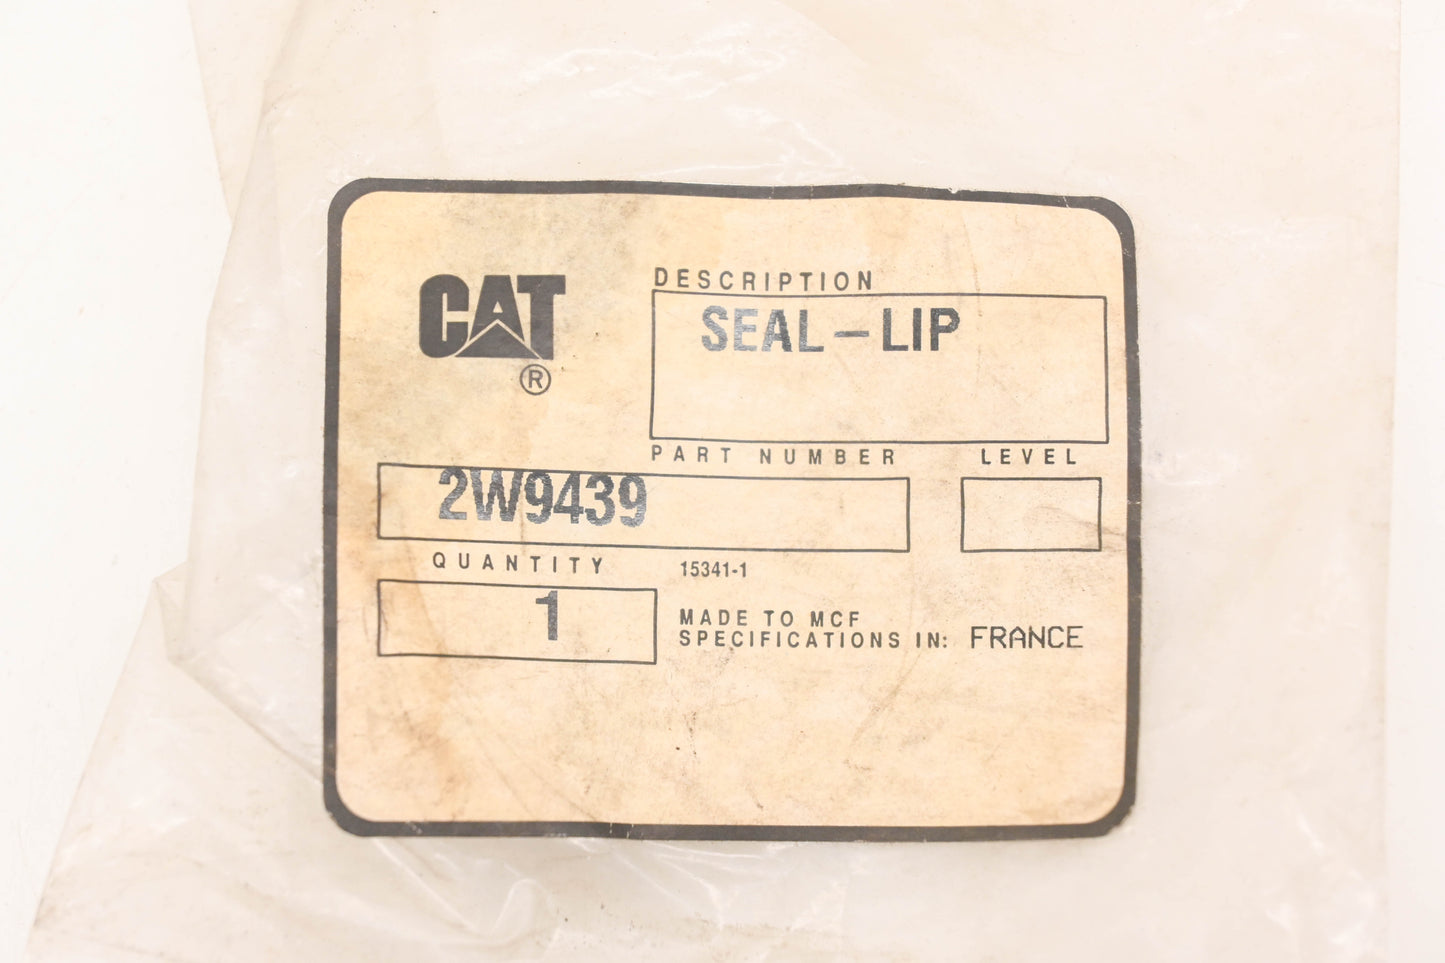 CAT
®
DESCRIPTION
SEAL-LIP
PART NUMBER
LEVEL
2W9439
QUANTITY
15341-1
1
MADE TO MCF
SPECIFICATIONS IN: FRANCE